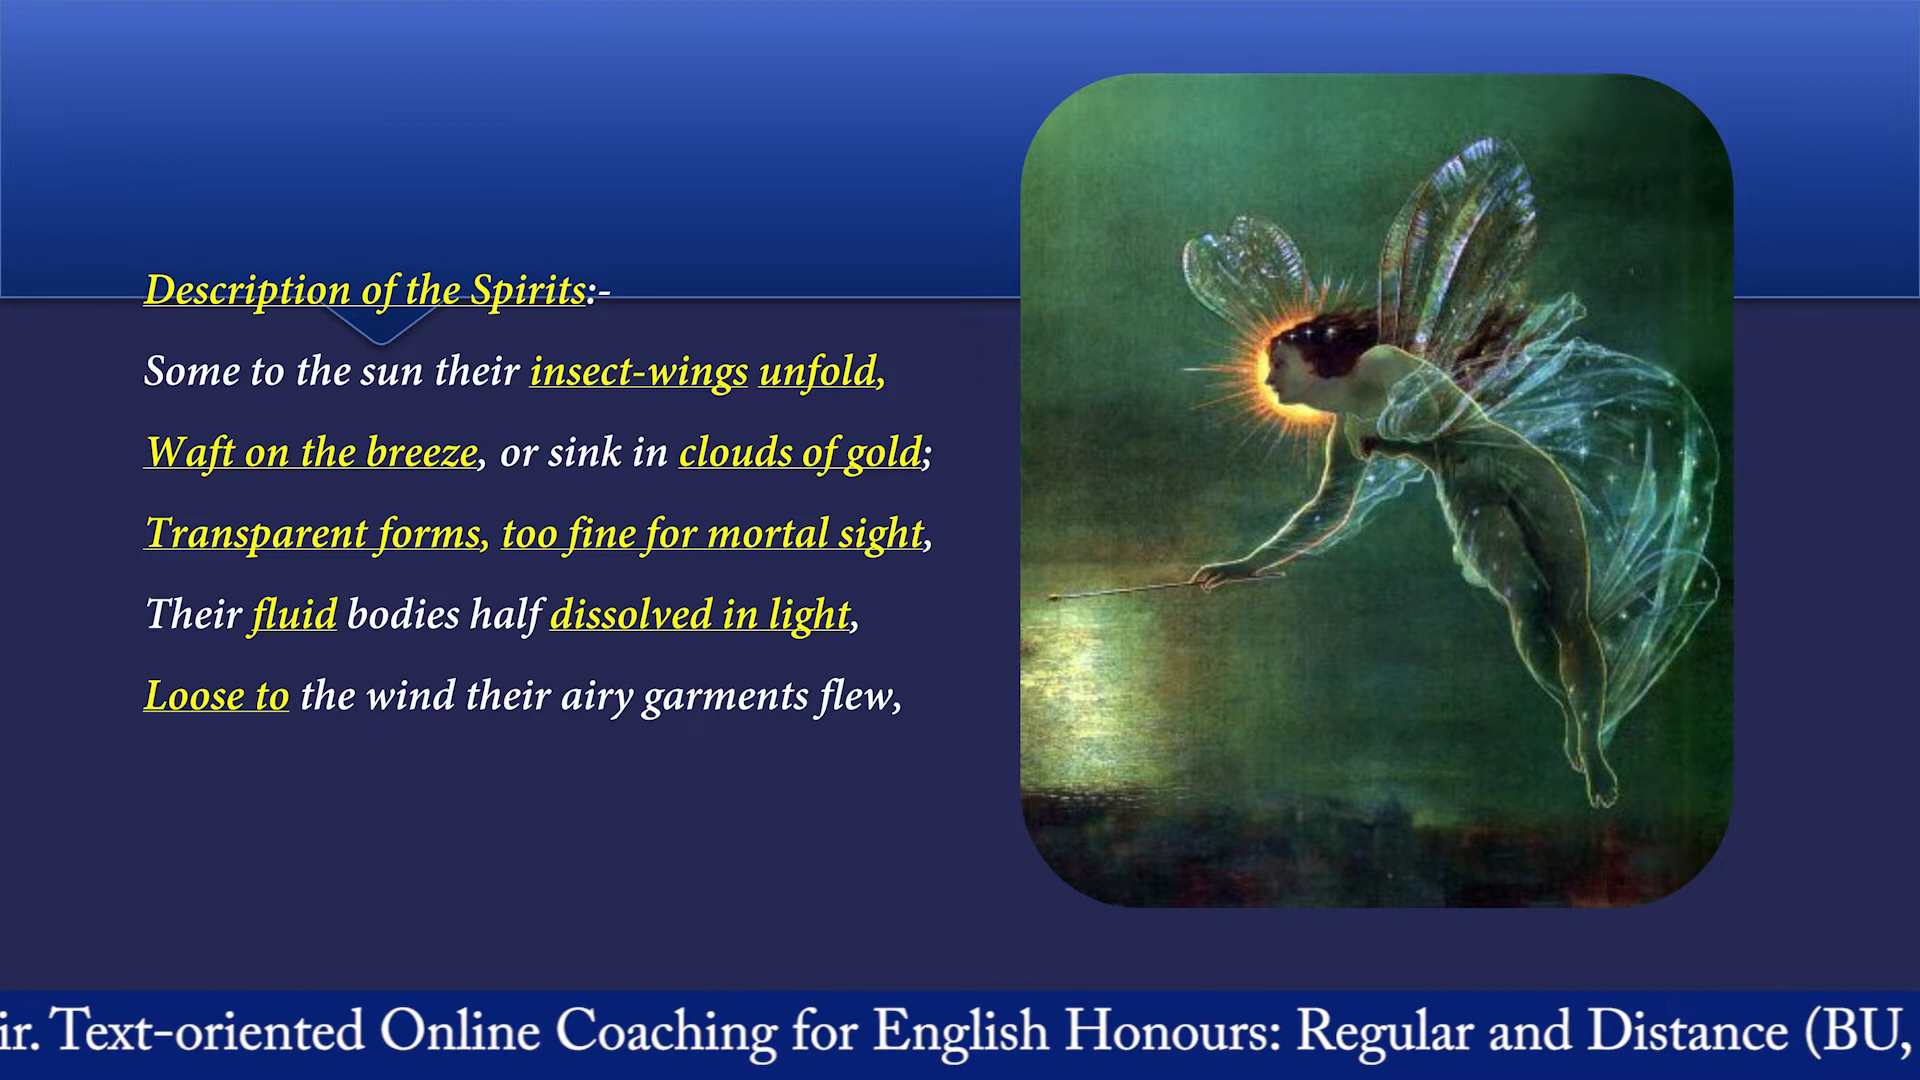 Description of the Spirits:-
Some to the sun their insect-wings unfold,
Waft on the breeze, or sink in clouds of gold;
Transparent forms, too fine for mortal sight,
Their fluid bodies half dissolved in light,
Loose to the wind their airy garments flew,
ir. Text-oriented Online Coaching for English Honours: Regular and Distance (BU,